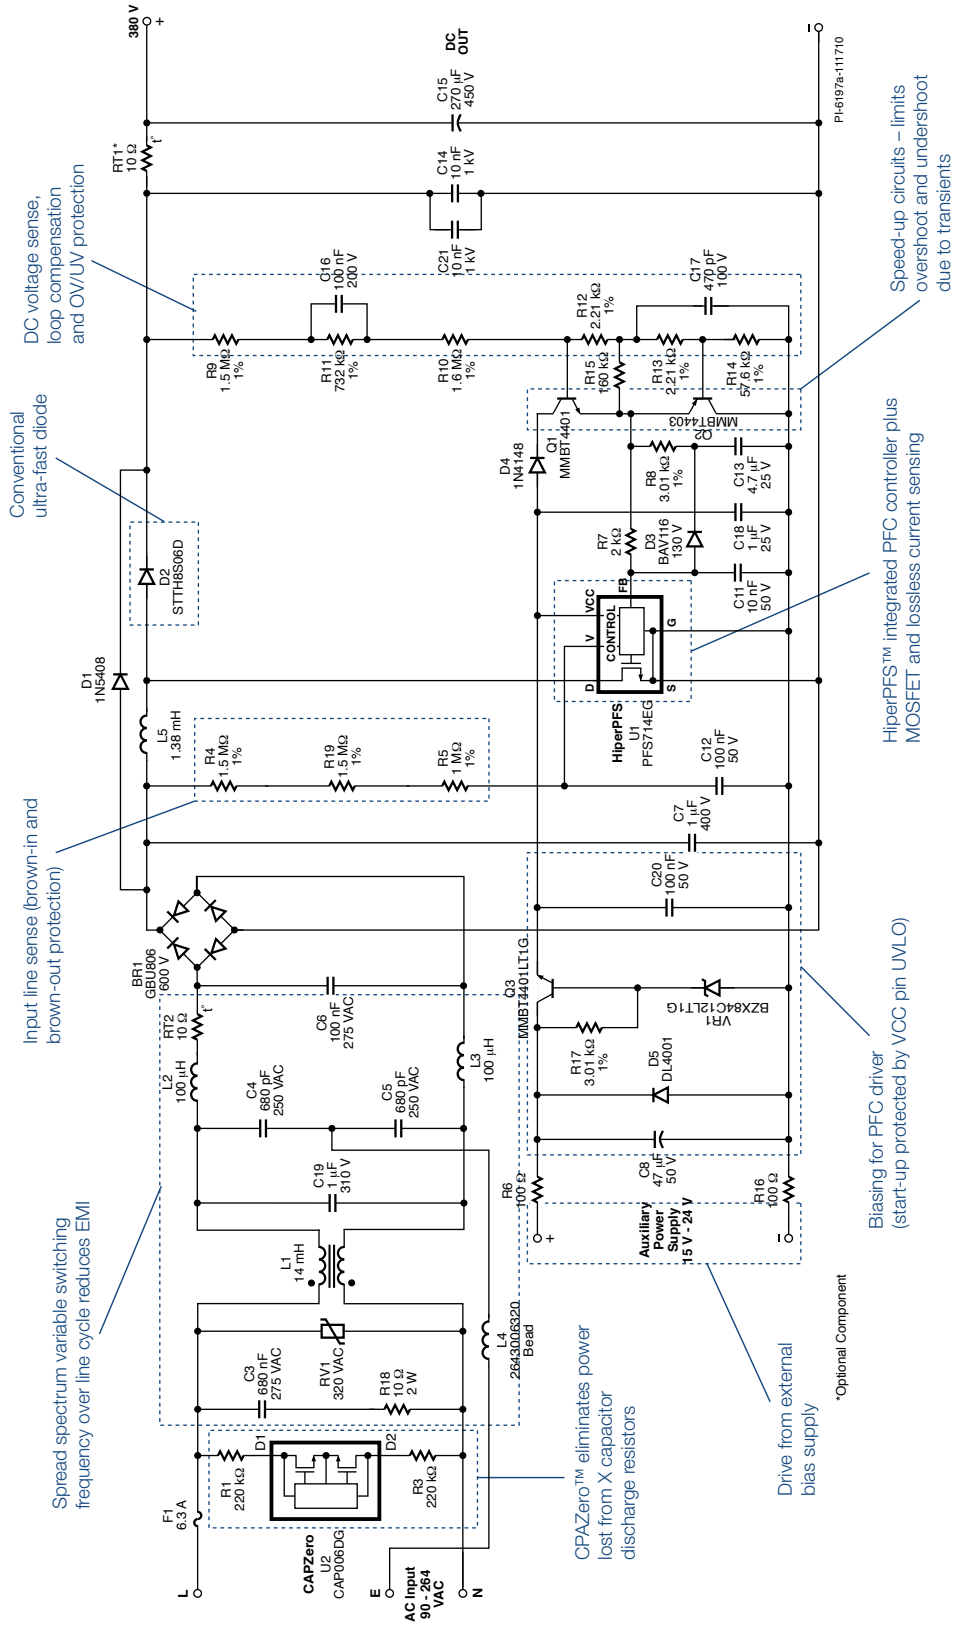 Spread spectrum variable switching
frequency over line cycle reduces EMI
Input line sense (brown-in and
brown-out protection)
Conventional
ultra-fast diode
DC voltage sense,
loop compensation
and OV/UV protection
L
F1
6.3 A
R1
220 kΩ
D1
CAPZero
U2
CAP006DG
D2
R3
220 kΩ
E
AC Input
90 - 264
VAC
N
C3
680 nF
275 VAC
R18
10 Ω
2 W
RV1
320 VAC
L1
14 mH
L4
2643006320
Bead
C19
1 µF
310 V
C4
680 pF
250 VAC
C5
680 pF
250 VAC
L2
100 µH
L3
100 µH
RT2
10 Ω
t°
C6
100 nF
275 VAC
BR1
GBU806
600 V
D1
1N5408
L5
1.38 mH
D2
STTH8S06D
R4
1.5 MΩ
1%
R19
1.5 MΩ
1%
R5
1 MΩ
1%
C7
1 µF
400 V
C12
100 nF
50 V
HiperPFS
U1
PFS714EG
D
V
VCC
CONTROL
FB
S
G
R7
2 kΩ
D3
BAV116
130 V
C11
10 nF
50 V
C18
1 µF
25 V
R8
3.01 kΩ
1%
C13
4.7 µF
25 V
D4
1N4148
Q1
MMBT4401
Q2
MMBT4403
R9
1.5 MΩ
1%
R11
732 kΩ
1%
C16
100 nF
200 V
R10
1.6 MΩ
1%
R12
2.21 kΩ
1%
R15
160 kΩ
R13
2.21 kΩ
1%
R14
57.6 kΩ
1%
C17
470 pF
100 V
C21
10 nF
1 kV
C14
10 nF
1 kV
RT1*
10 Ω
t°
C15
270 µF
450 V
380 V
+
DC
OUT
–
PI-6197a-111710
+
Auxiliary
Power
Supply
15 V - 24 V
–
R6
100 Ω
R16
100 Ω
C8
47 µF
50 V
D5
DL4001
R17
3.01 kΩ
1%
Q3
MMBT4401LT1G
VR1
BZX84C12LT1G
C20
100 nF
50 V
CPAZero™ eliminates power
lost from X capacitor
discharge resistors
Drive from external
bias supply
Biasing for PFC driver
(start-up protected by VCC pin UVLO)
HiperPFS™ integrated PFC controller plus
MOSFET and lossless current sensing
Speed-up circuits – limits
overshoot and undershoot
due to transients
*Optional Component